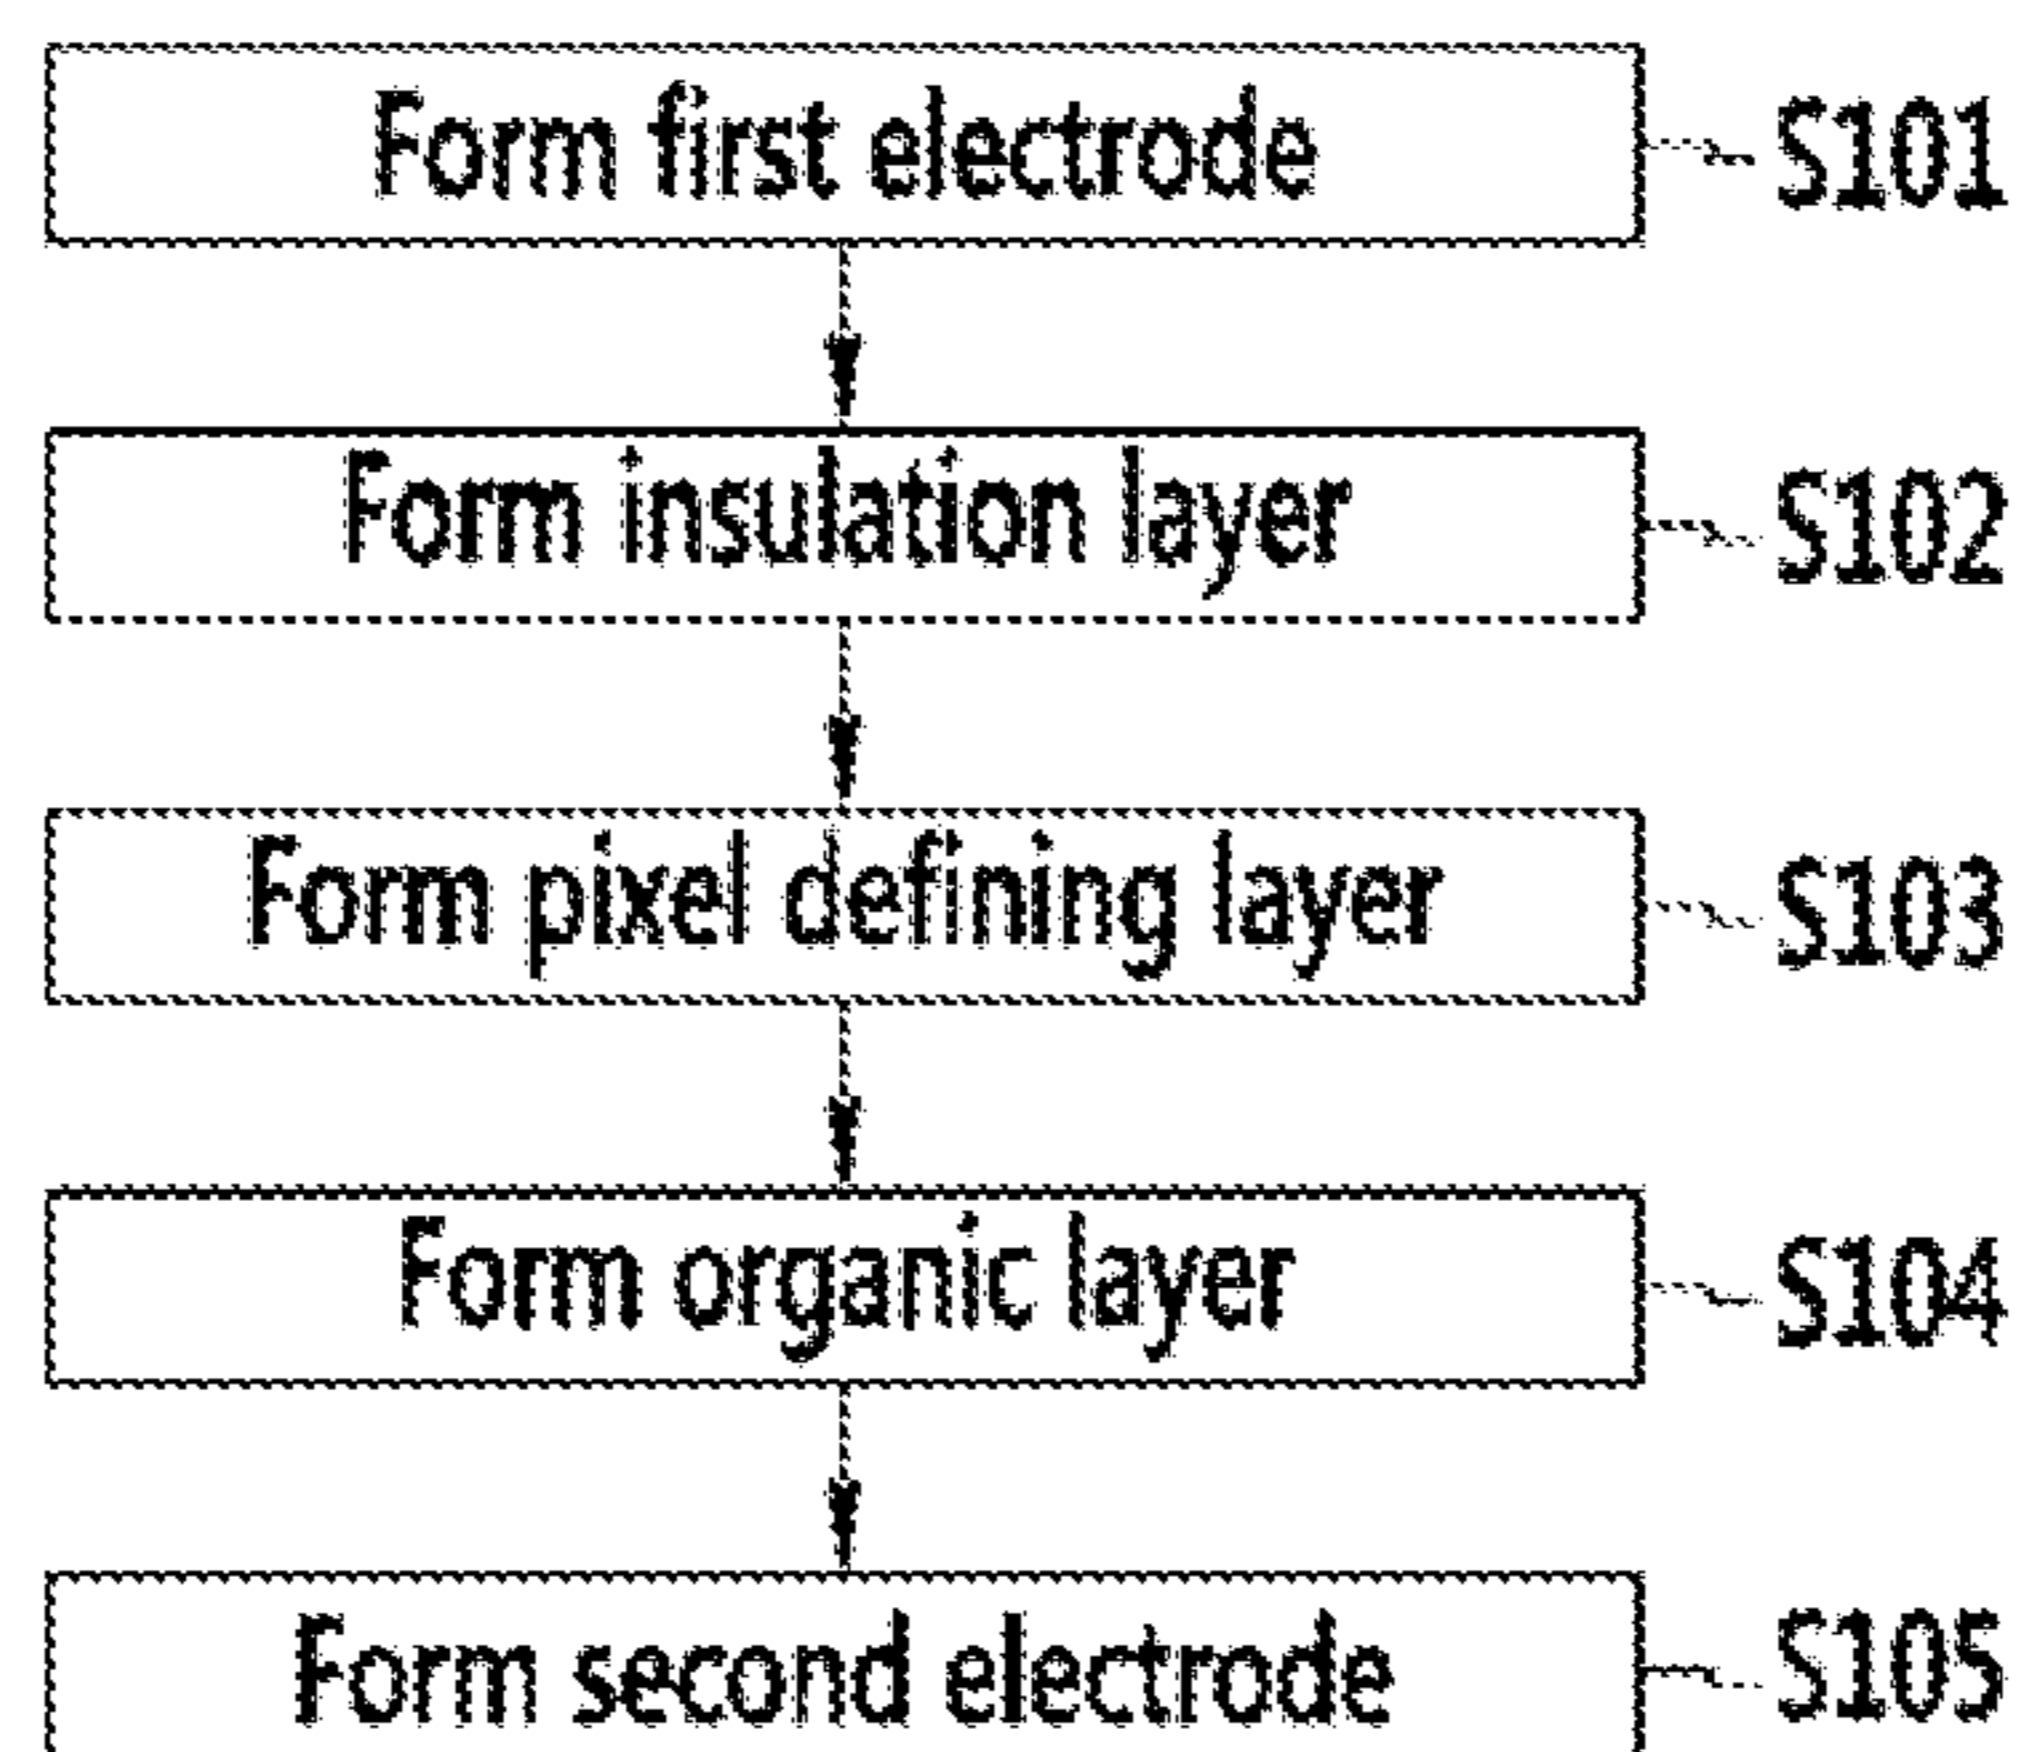 Form first electrode S101
Form insulation layer S102
Form pixel defining layer S103
Form organic layer S104
Form second electrode S105